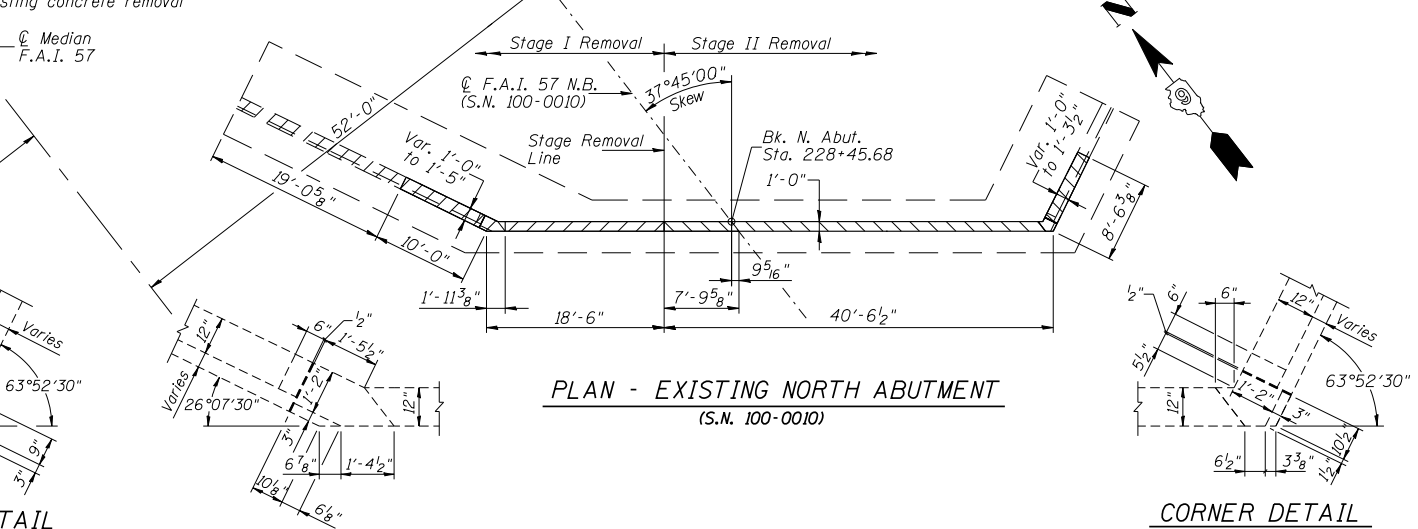 sting concrete removal
℄ Median
F.A.I. 57
Stage I Removal
Stage II Removal
℄ F.A.I. 57 N.B.
(S.N. 100-0010)
37°45'00"
Skew
N
52'-0"
Var. 1'-0"
to 1'-5"
Stage Removal
Line
Bk. N. Abut.
Sta. 228+45.68
1'-0"
Var. 1'-0"
to 1'-3½"
19'-0⅝"
10'-0"
8'-6⅜"
9 5/16"
1'-11⅜"
7'-9⅝"
18'-6"
40'-6½"
Varies
63°52'30"
9"
3"
TAIL
12"
6"
½"
1'-5½"
1'-2"
Varies
26°07'30"
3"
12"
6⅞"
1'-4½"
10⅛"
6⅛"
PLAN - EXISTING NORTH ABUTMENT
(S.N. 100-0010)
½"
6"
6"
12"
Varies
5½"
63°52'30"
12"
1'-2"
3"
6½"
3⅜"
10½"
½"
CORNER DETAIL